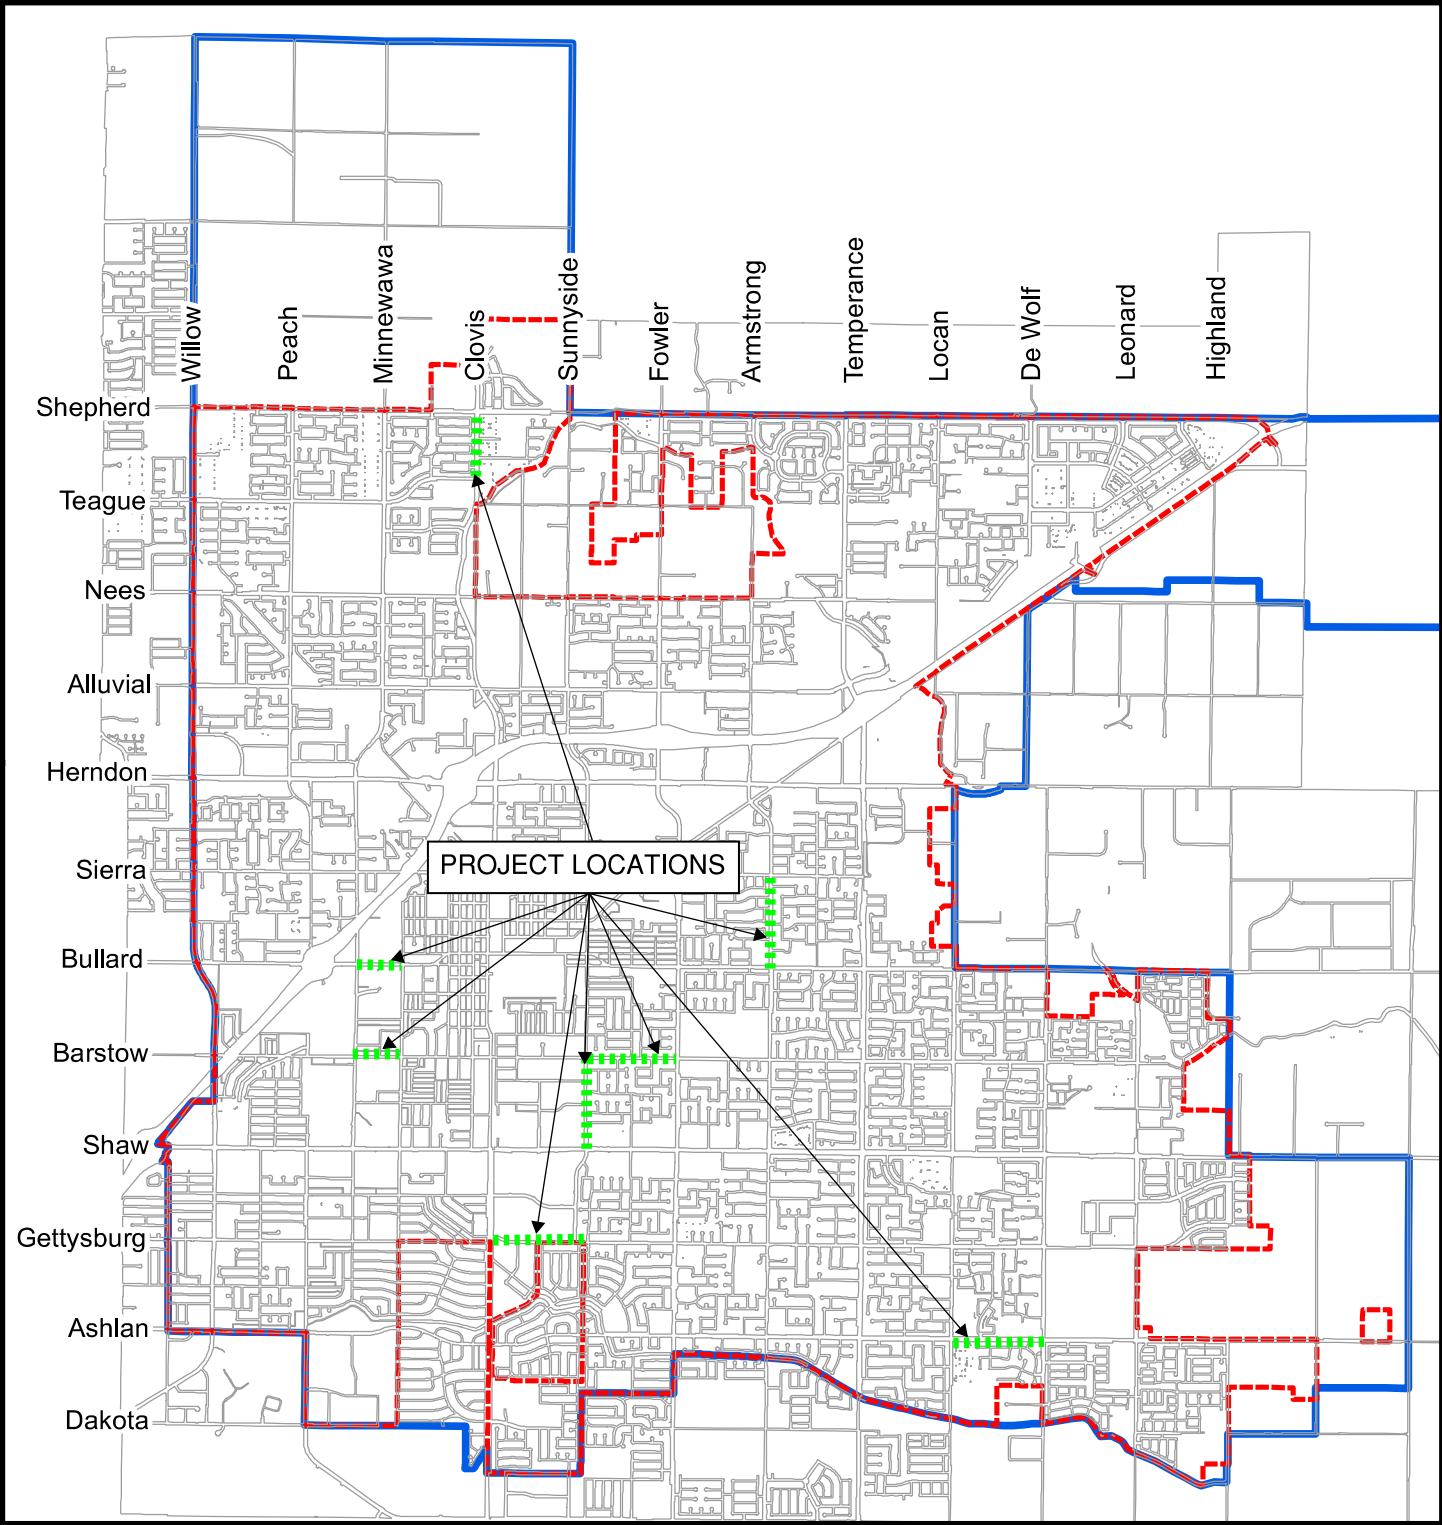 Willow
Peach
Minnewawa
Clovis
Sunnyside
Fowler
Armstrong
Temperance
Locan
De Wolf
Leonard
Highland
Shepherd
Teague
Nees
Alluvial
Herndon
Sierra
PROJECT LOCATIONS
Bullard
Barstow
Shaw
Gettysburg
Ashlan
Dakota